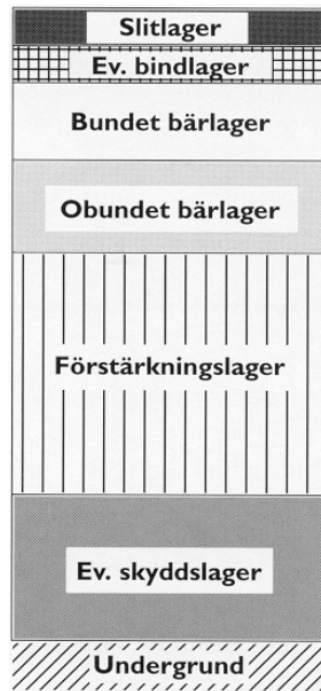 Slitlager
Ev. bindlager
Bundet bärlager
Obundet bärlager
Förstärkningslager
Ev. skyddslager
Undergrund